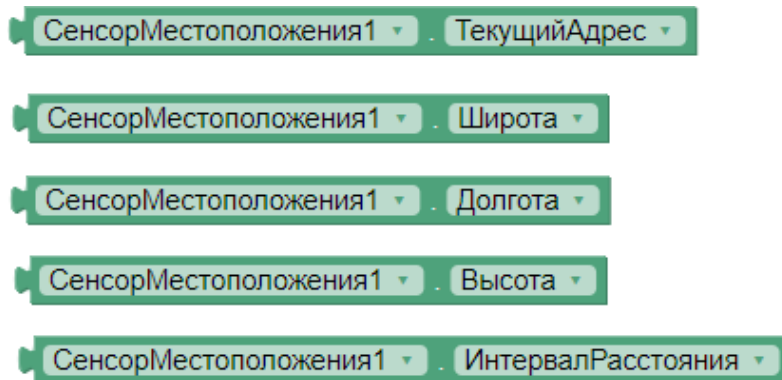 СенсорМестоположения1 . ТекущийАдрес
СенсорМестоположения1 . Широта
СенсорМестоположения1 . Долгота
СенсорМестоположения1 . Высота
СенсорМестоположения1 . ИнтервалРасстояния